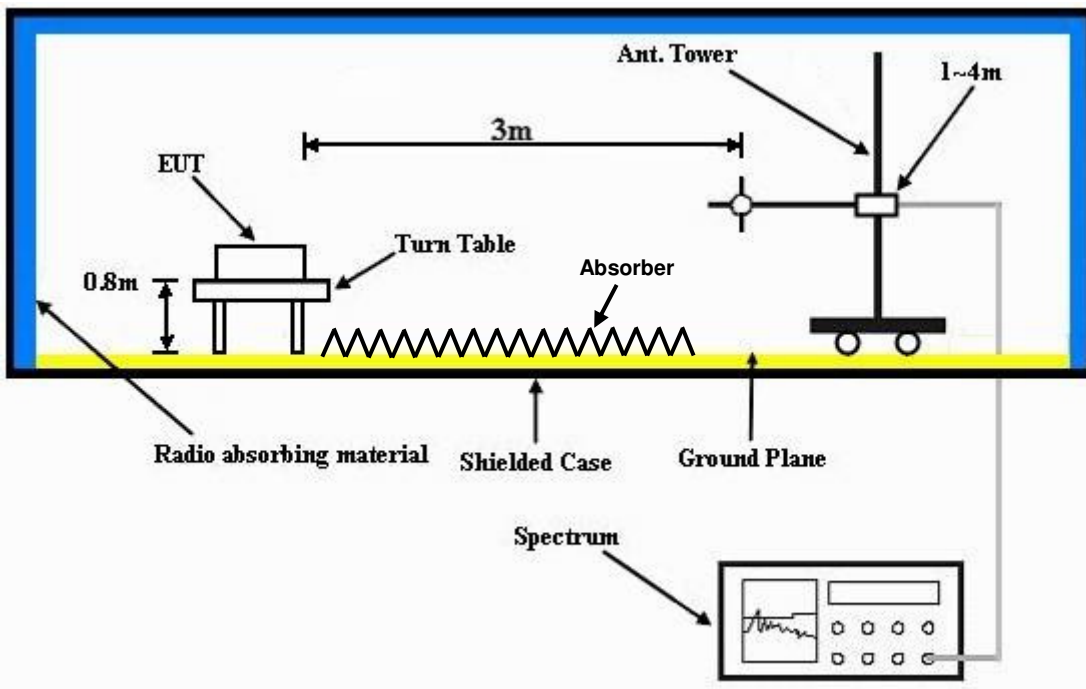 Ant. Tower
1~4m
3m
EUT
Turn Table
0.8m
Absorber
Radio absorbing material
Shielded Case
Ground Plane
Spectrum